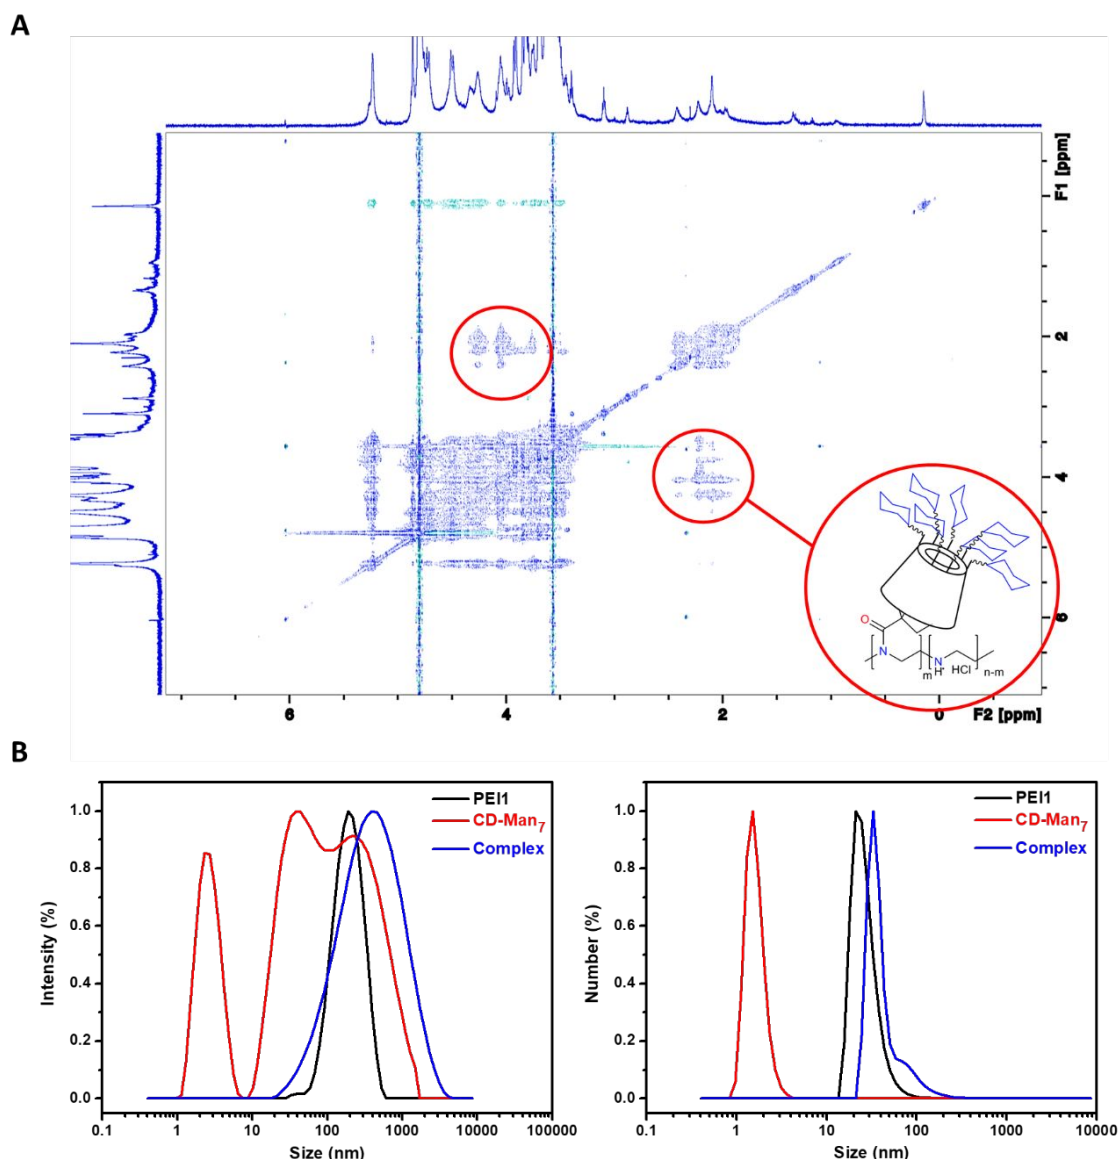 A
F1 [ppm]
2
4
6
O
N
m
N
H
HCl
n-m
6
4
2
0
F2 [ppm]
B
1.0
0.8
0.6
0.4
0.2
0.0
Intensity (%)
PEI1
CD-Man7
Complex
0.1
1
10
100
1000
10000
100000
Size (nm)
1.0
0.8
0.6
0.4
0.2
0.0
Number (%)
PEI1
CD-Man7
Complex
0.1
1
10
100
1000
10000
Size (nm)